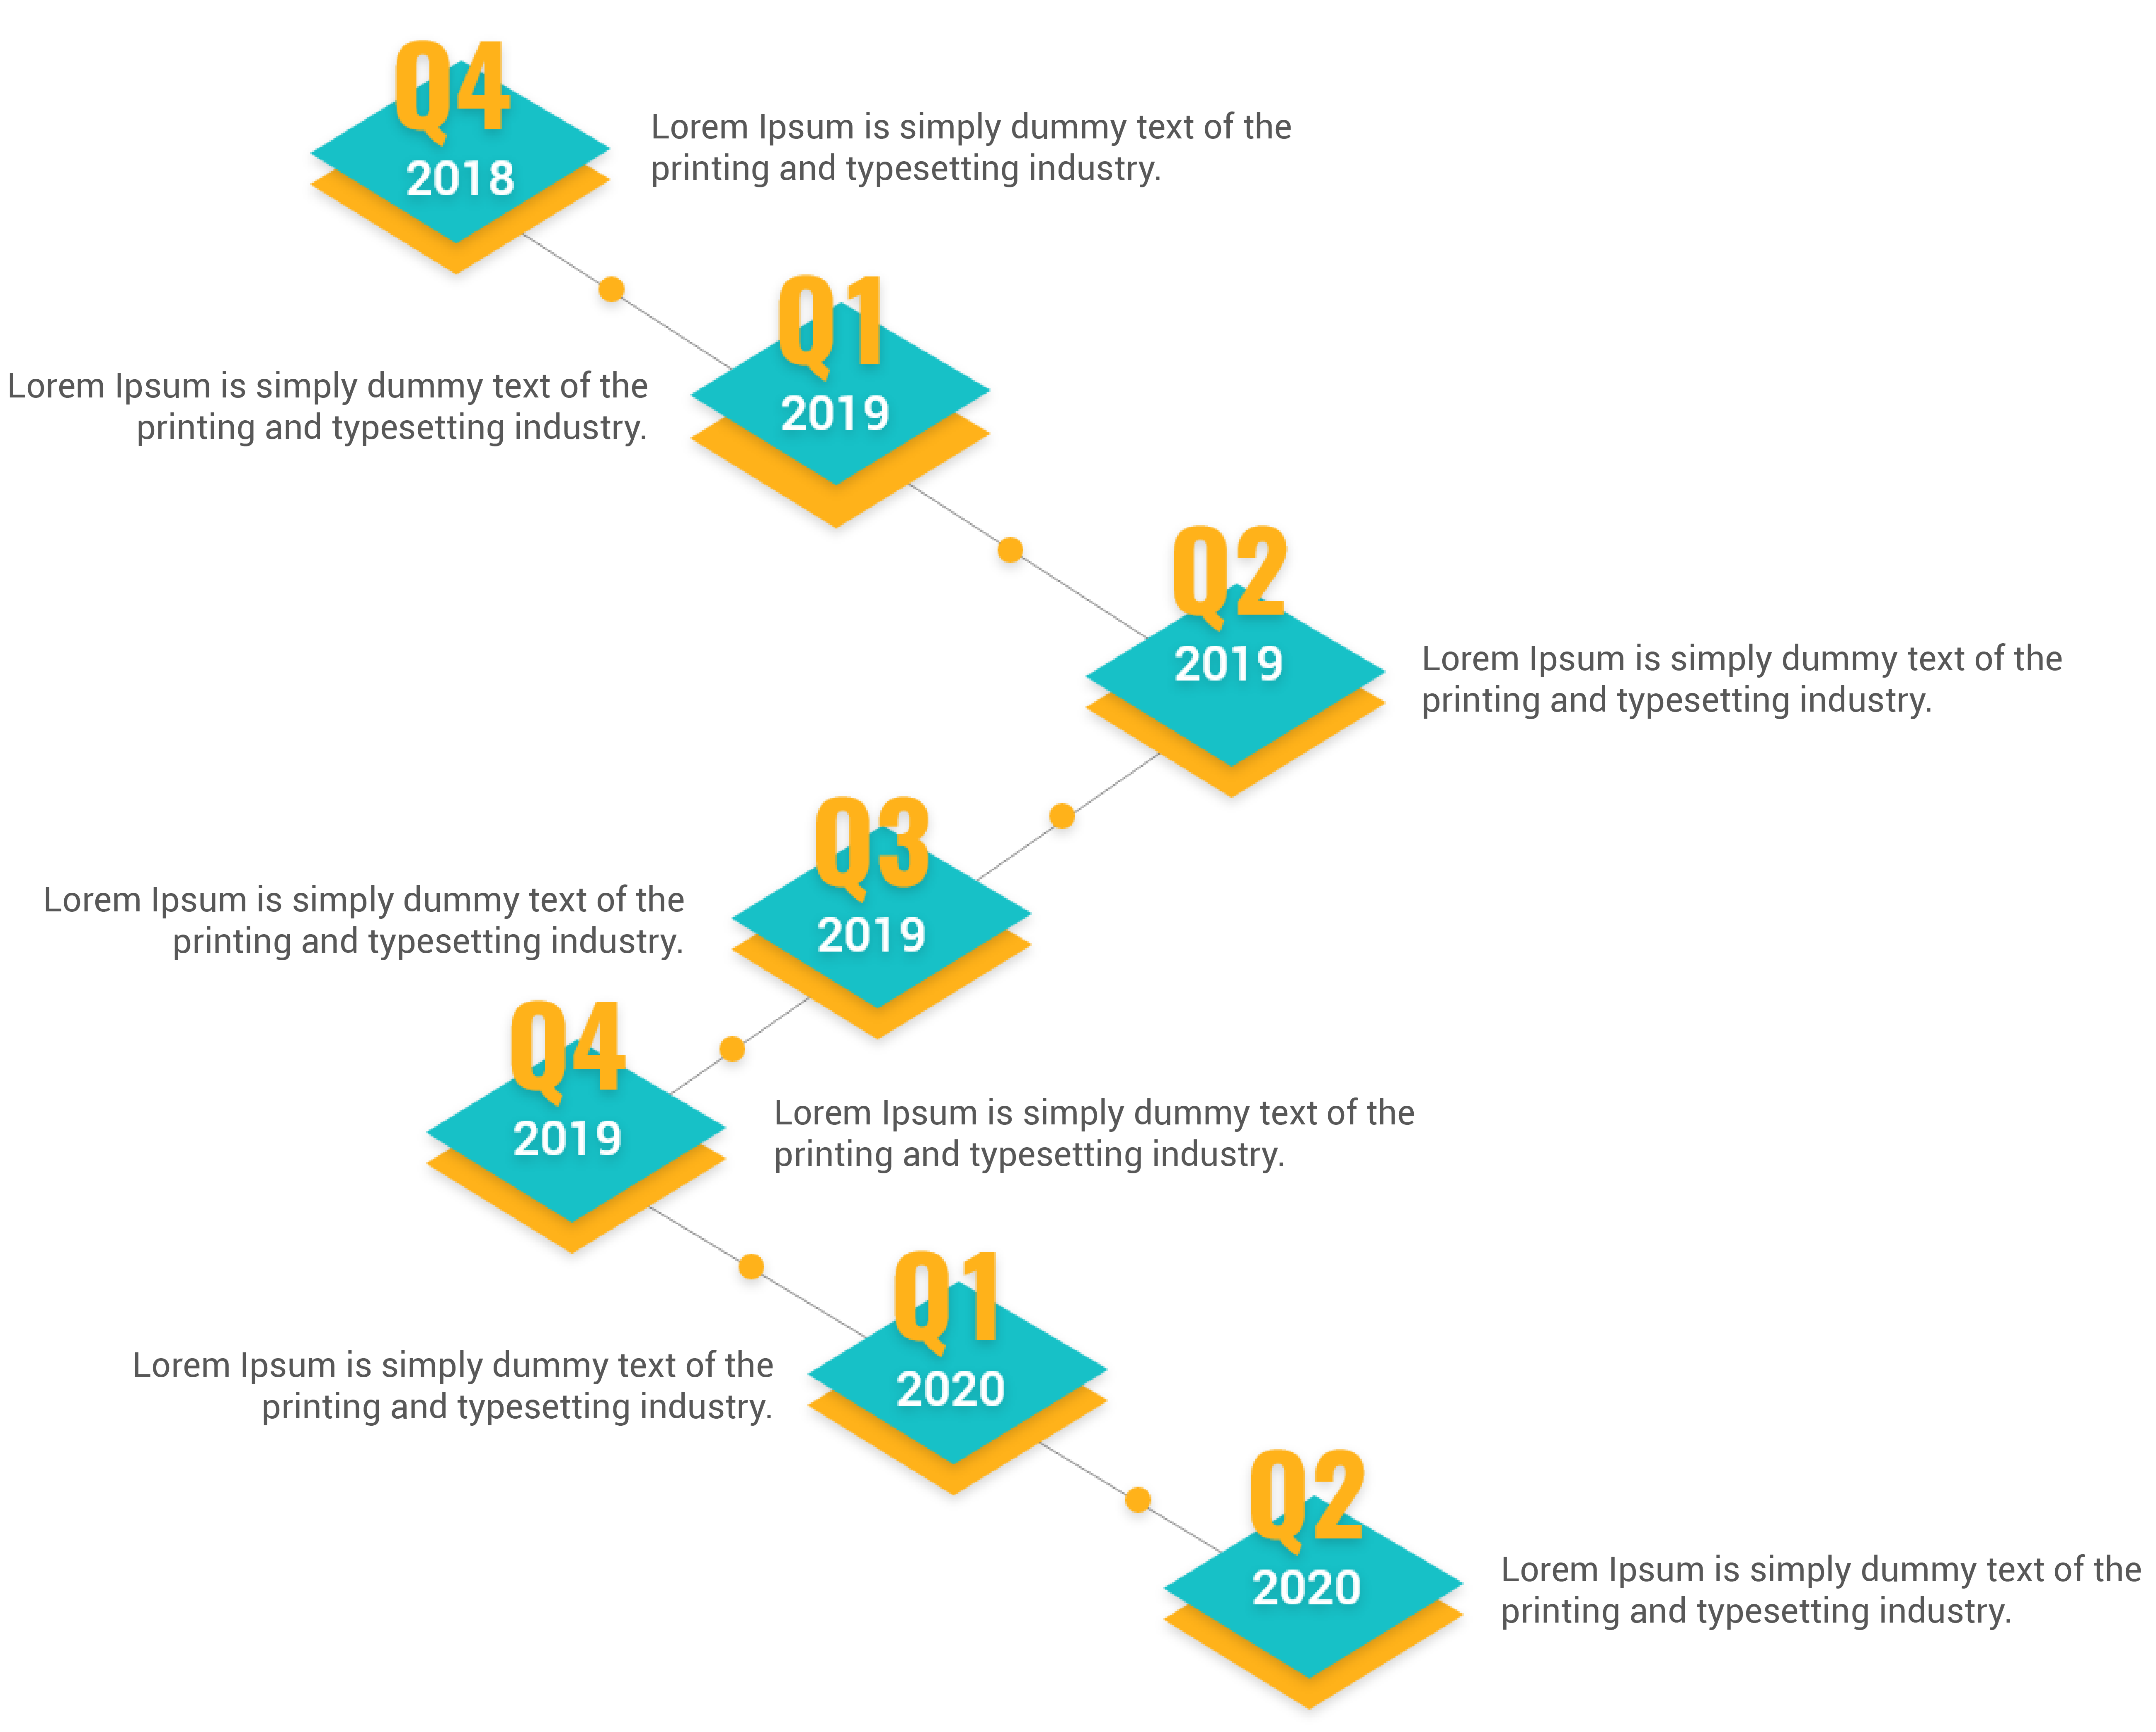 Q4
2018
Lorem Ipsum is simply dummy text of the
printing and typesetting industry.
Q1
2019
Lorem Ipsum is simply dummy text of the
printing and typesetting industry.
Q2
2019
Lorem Ipsum is simply dummy text of the
printing and typesetting industry.
Q3
2019
Lorem Ipsum is simply dummy text of the
printing and typesetting industry.
Q4
2019
Lorem Ipsum is simply dummy text of the
printing and typesetting industry.
Q1
2020
Lorem Ipsum is simply dummy text of the
printing and typesetting industry.
Q2
2020
Lorem Ipsum is simply dummy text of the
printing and typesetting industry.